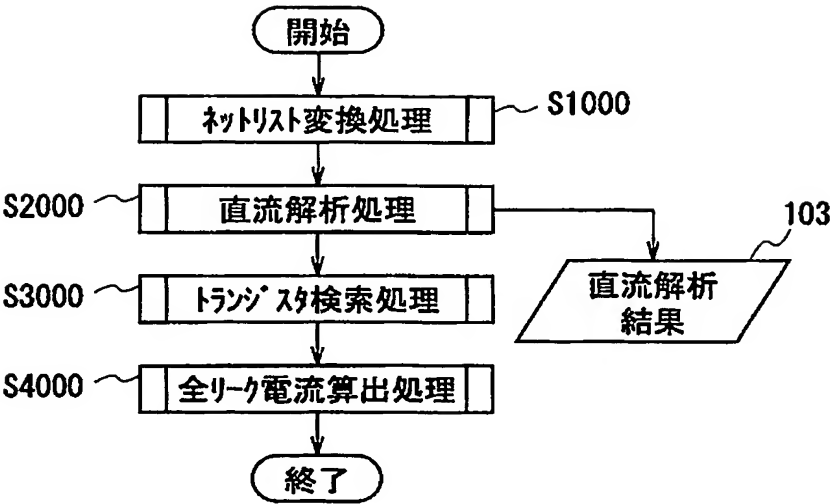 開始
ネットリスト変換処理
S1000
S2000
直流解析処理
103
直流解析
結果
S3000
トランジスタ検索処理
S4000
全リーク電流算出処理
終了